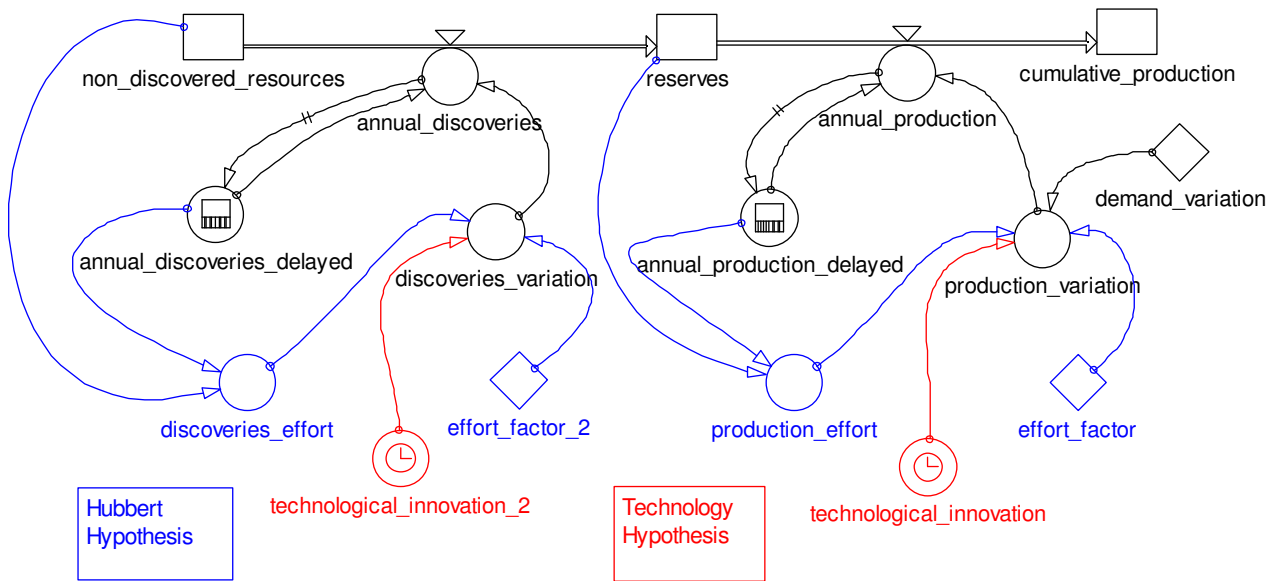 non_discovered_resources
reserves
cumulative_production
annual_discoveries
annual_production
demand_variation
annual_discoveries_delayed
discoveries_variation
annual_production_delayed
production_variation
discoveries_effort
effort_factor_2
production_effort
effort_factor
technological_innovation_2
technological_innovation
Hubbert
Hypothesis
Technology
Hypothesis